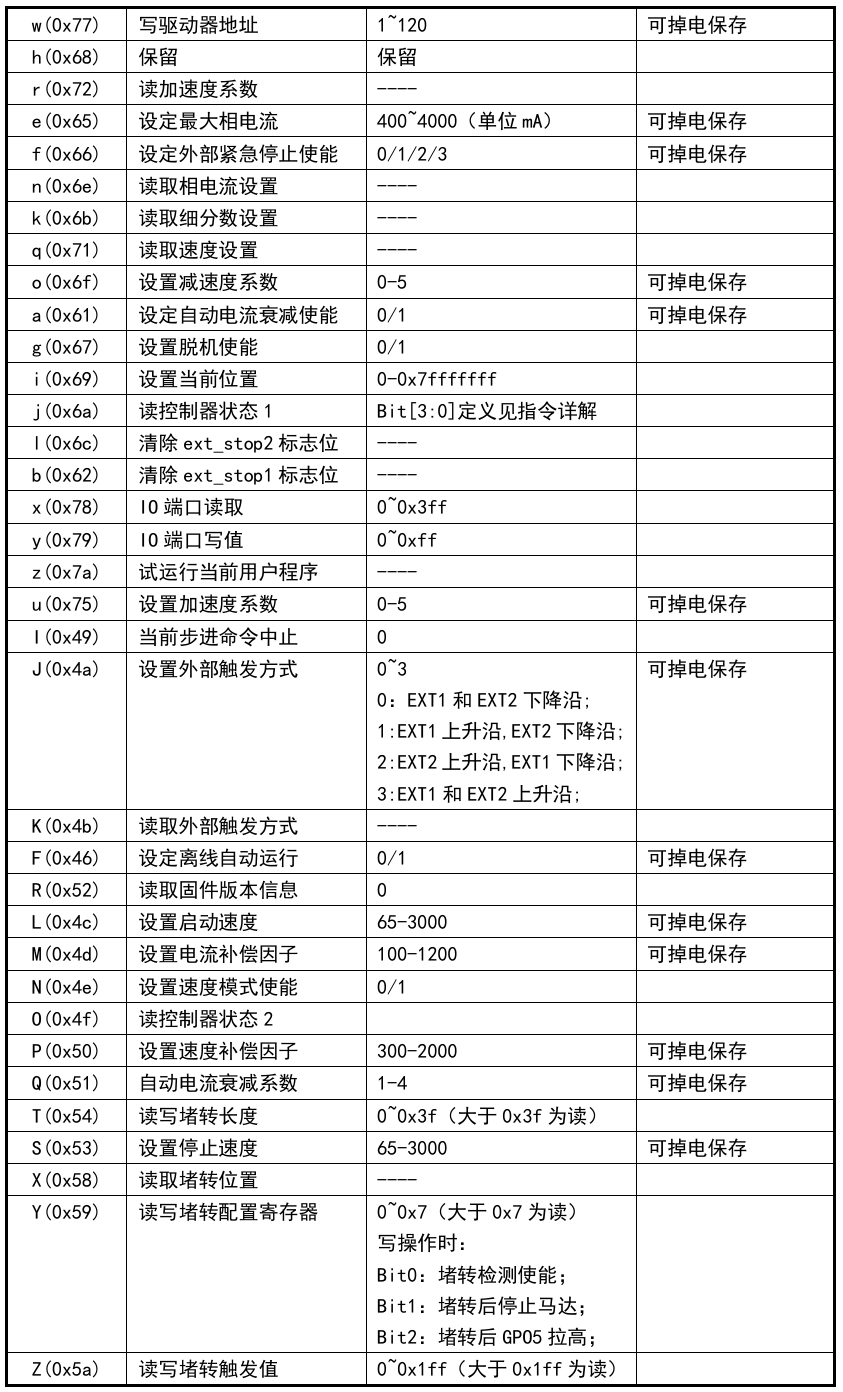 w(0x77) 写驱动器地址 1~120 可掉电保存
h(0x68) 保留 保留
r(0x72) 读加速度系数 ----
e(0x65) 设定最大相电流 400~4000（单位 mA） 可掉电保存
f(0x66) 设定外部紧急停止使能 0/1/2/3 可掉电保存
n(0x6e) 读取相电流设置 ----
k(0x6b) 读取细分数设置 ----
q(0x71) 读取速度设置 ----
o(0x6f) 设置减速度系数 0-5 可掉电保存
a(0x61) 设定自动电流衰减使能 0/1 可掉电保存
g(0x67) 设置脱机使能 0/1
i(0x69) 设置当前位置 0-0x7fffffff
j(0x6a) 读控制器状态 1 Bit[3:0]定义见指令详解
l(0x6c) 清除 ext_stop2 标志位 ----
b(0x62) 清除 ext_stop1 标志位 ----
x(0x78) IO 端口读取 0~0x3ff
y(0x79) IO 端口写值 0~0xff
z(0x7a) 试运行当前用户程序 ----
u(0x75) 设置加速度系数 0-5 可掉电保存
I(0x49) 当前步进命令中止 0
J(0x4a) 设置外部触发方式 0~3 可掉电保存
0：EXT1 和 EXT2 下降沿;
1:EXT1 上升沿,EXT2 下降沿;
2:EXT2 上升沿,EXT1 下降沿;
3:EXT1 和 EXT2 上升沿;
K(0x4b) 读取外部触发方式 ----
F(0x46) 设定离线自动运行 0/1 可掉电保存
R(0x52) 读取固件版本信息 0
L(0x4c) 设置启动速度 65-3000 可掉电保存
M(0x4d) 设置电流补偿因子 100-1200 可掉电保存
N(0x4e) 设置速度模式使能 0/1
O(0x4f) 读控制器状态 2
P(0x50) 设置速度补偿因子 300-2000 可掉电保存
Q(0x51) 自动电流衰减系数 1-4 可掉电保存
T(0x54) 读写堵转长度 0~0x3f（大于 0x3f 为读）
S(0x53) 设置停止速度 65-3000 可掉电保存
X(0x58) 读取堵转位置 ----
Y(0x59) 读写堵转配置寄存器 0~0x7（大于 0x7 为读）
写操作时：
Bit0：堵转检测使能；
Bit1：堵转后停止马达；
Bit2：堵转后 GPO5 拉高；
Z(0x5a) 读写堵转触发值 0~0x1ff（大于 0x1ff 为读）